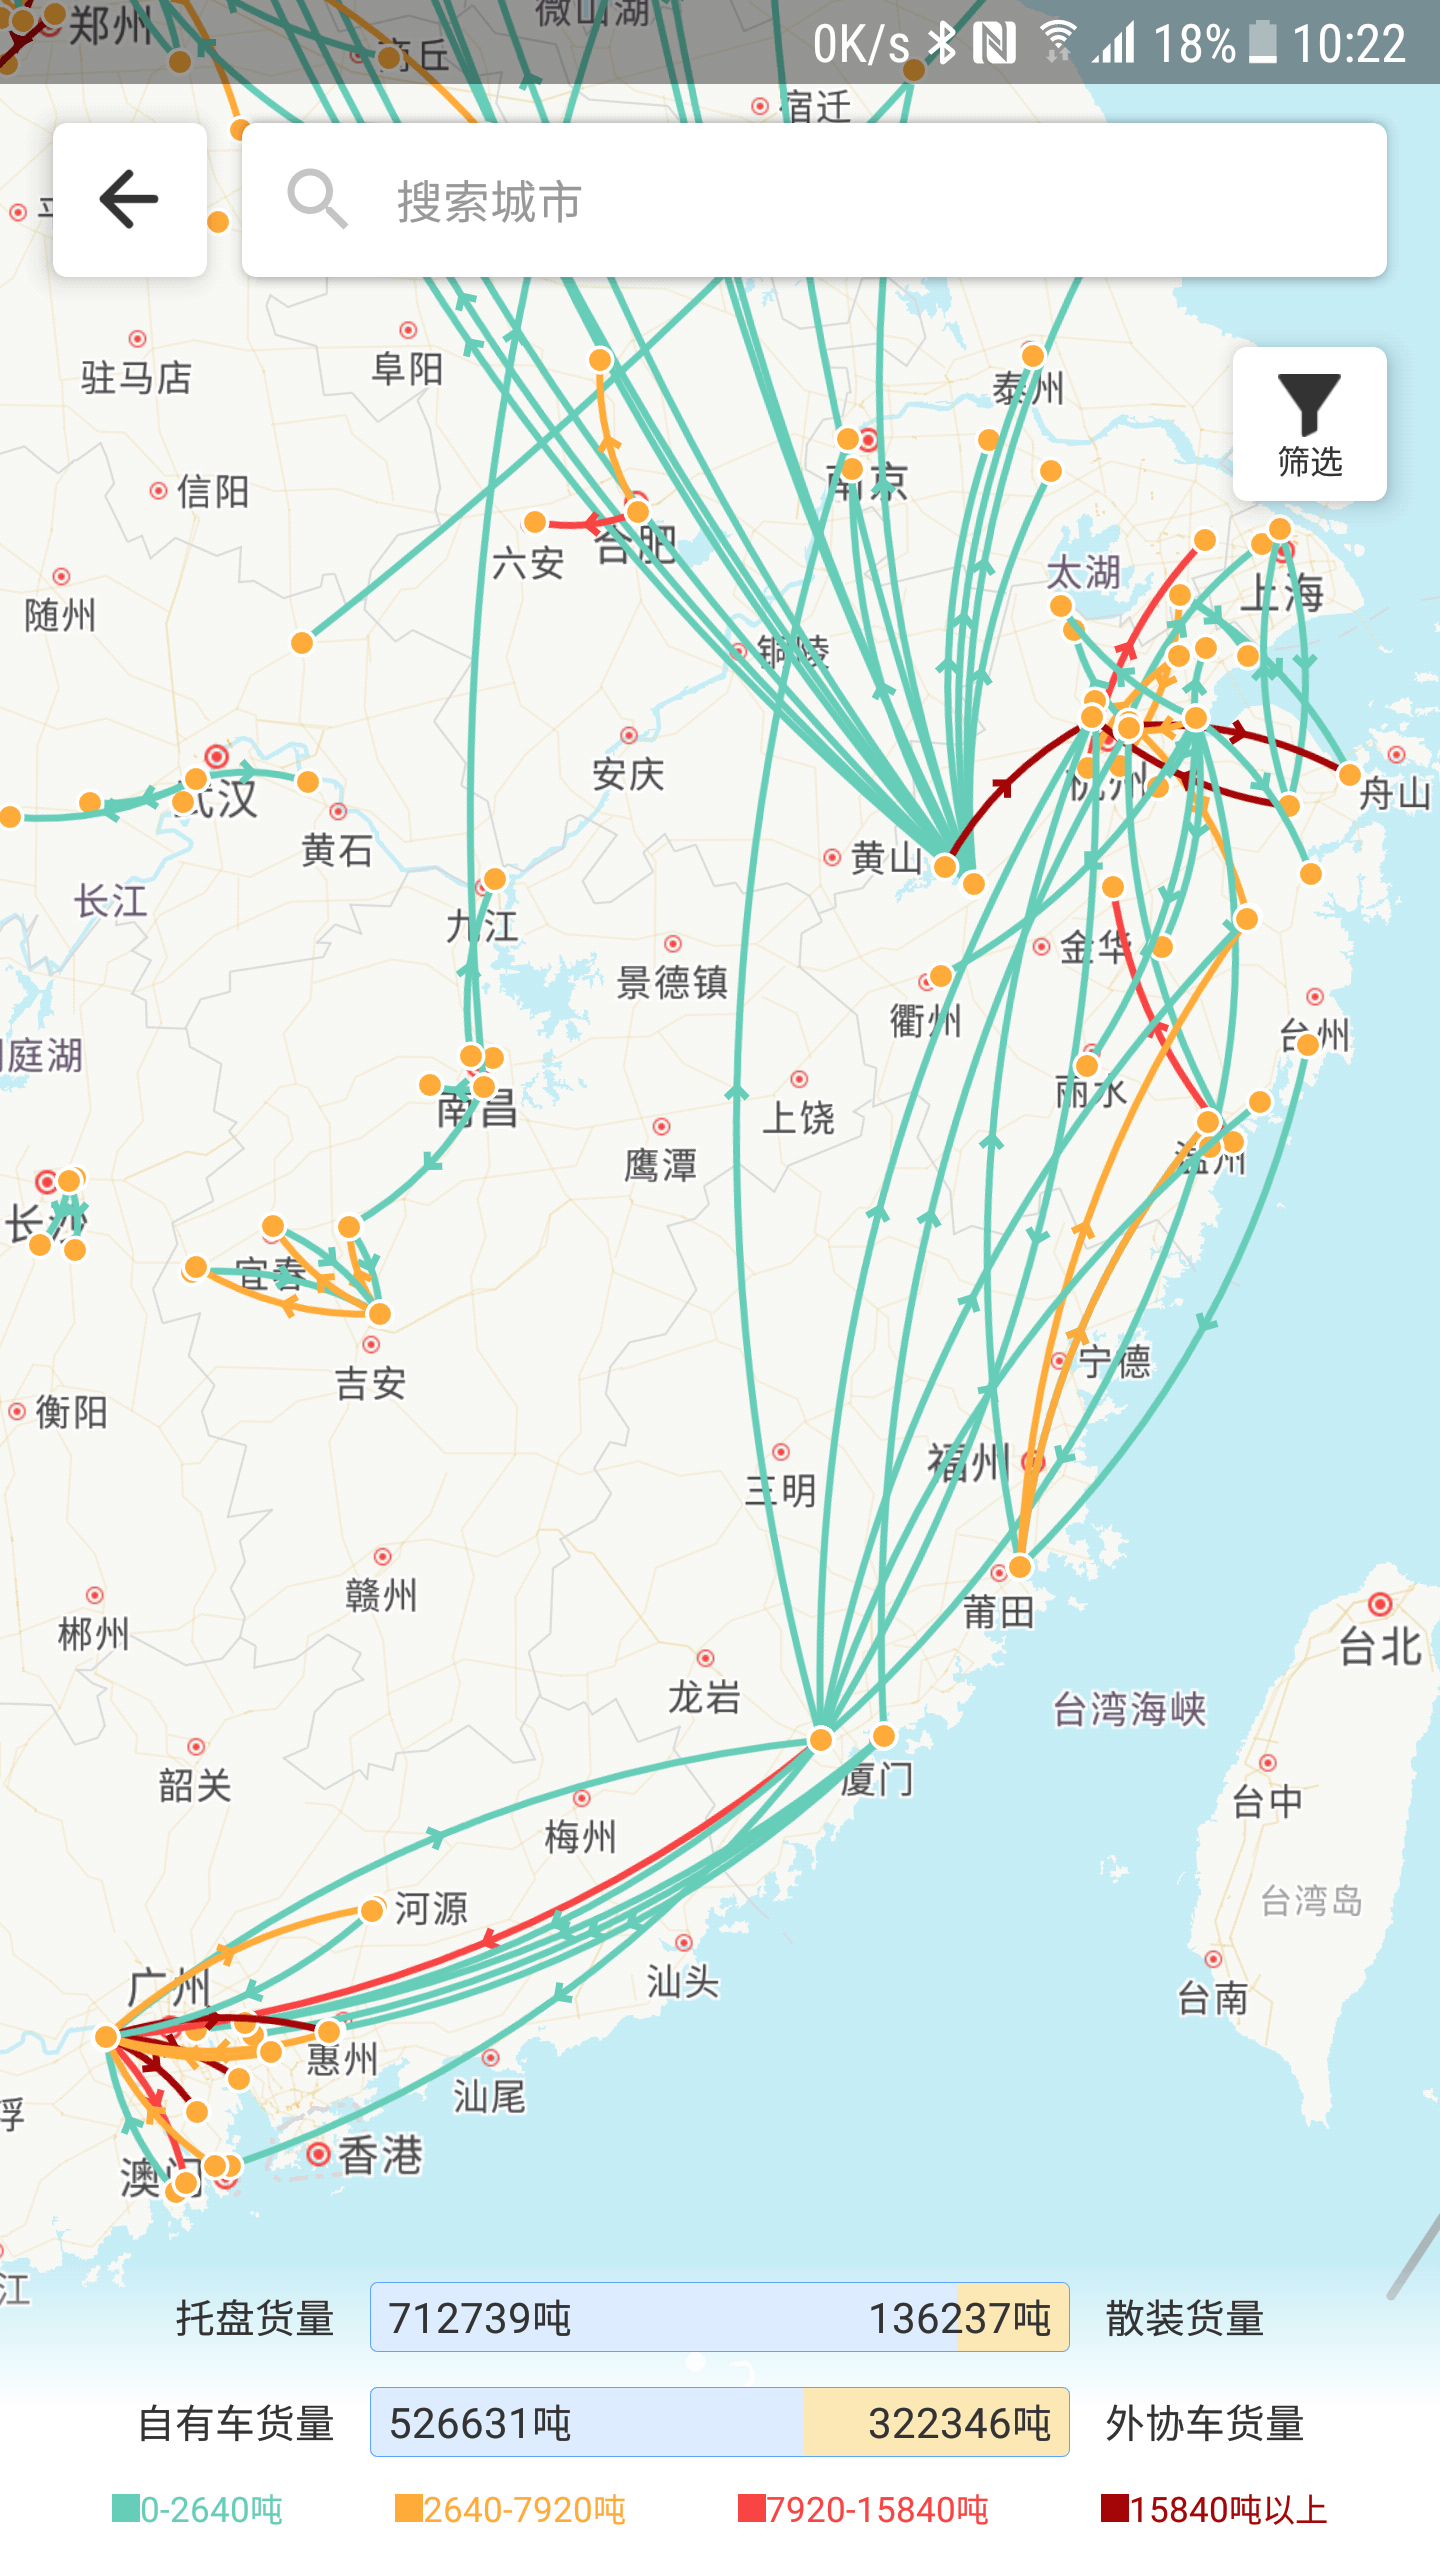 微山湖
郑州
商丘
0K/s
18%
10:22
宿迁
搜索城市
驻马店
阜阳
泰州
筛选
南京
信阳
合肥
六安
太湖
上海
随州
铜陵
安庆
武汉
杭州
舟山
黄石
黄山
长江
九江
金华
景德镇
衢州
台州
庭湖
丽水
南昌
上饶
鹰潭
温州
长沙
宜春
宁德
吉安
衡阳
福州
三明
赣州
莆田
郴州
台北
龙岩
台湾海峡
韶关
厦门
台中
梅州
河源
台湾岛
广州
汕头
台南
惠州
汕尾
浮
香港
澳门
江
托盘货量 712739吨 136237吨 散装货量
自有车货量 526631吨 322346吨 外协车货量
0-2640吨 2640-7920吨 7920-15840吨 15840吨以上